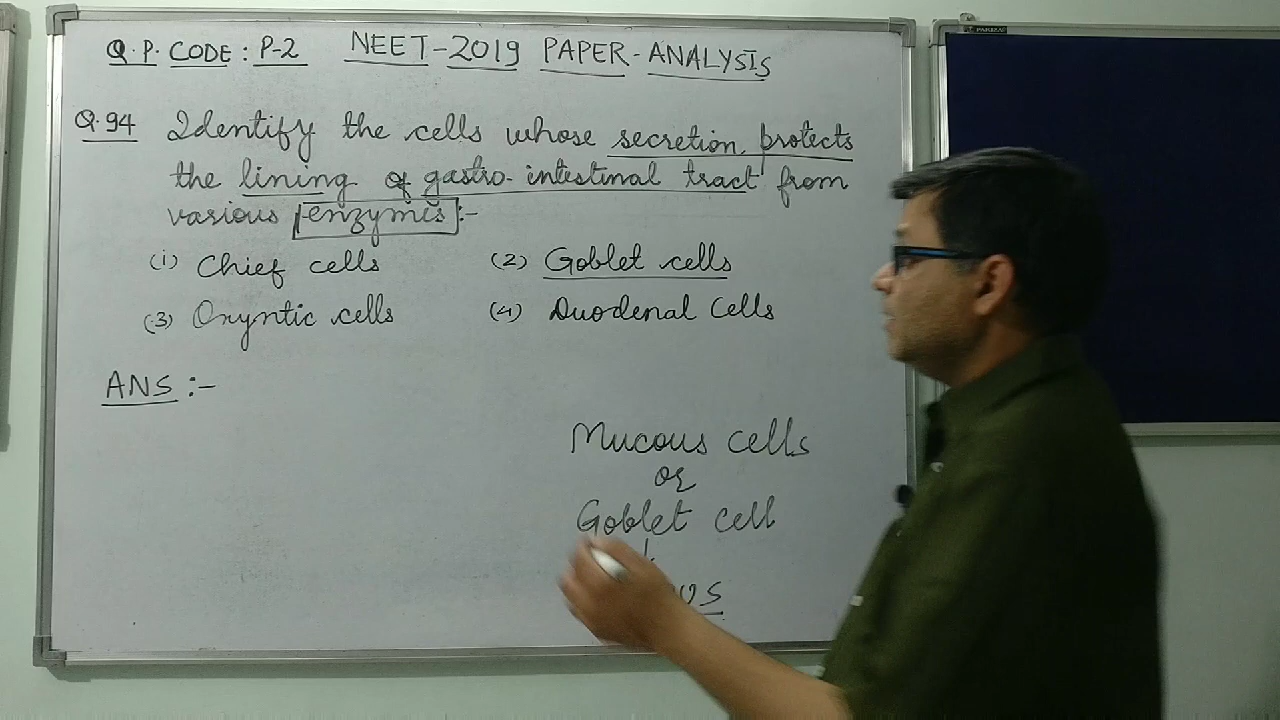 Q.P. CODE : P-2 NEET-2019 PAPER-ANALYSIS
Q.94 Identify the cells whose secretion protects
the lining of gastro-intestinal tract from
various enzymes :-
(1) Chief cells (2) Goblet cells
(3) Oxyntic cells (4) Duodenal Cells
ANS :-
Mucous cells
or
Goblet cell